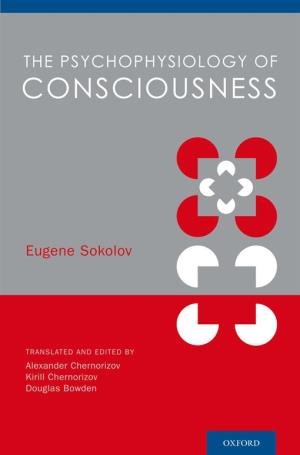 THE PSYCHOPHYSIOLOGY OF
CONSCIOUSNESS
Eugene Sokolov
TRANSLATED AND EDITED BY
Alexander Chernorizov
Kirill Chernorizov
Douglas Bowden
OXFORD